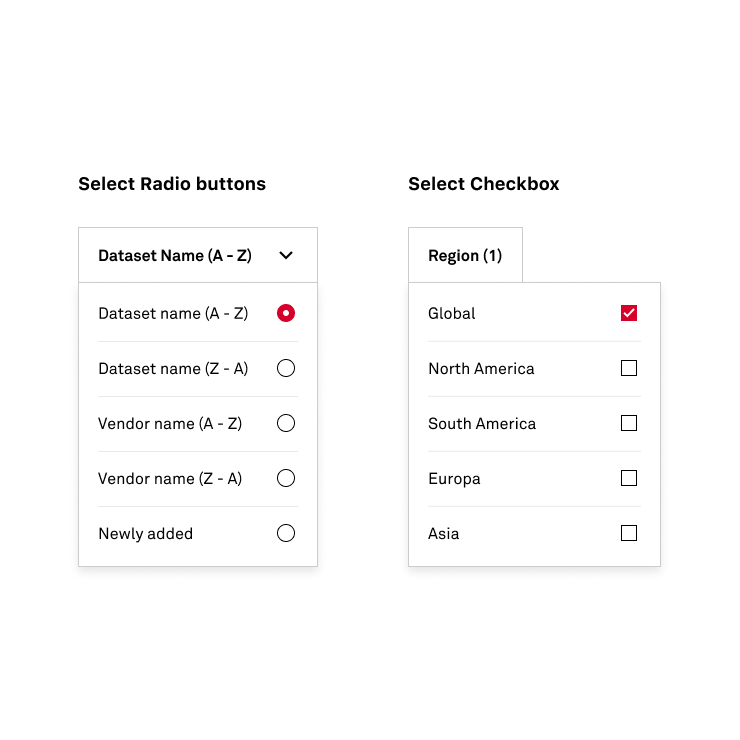 Select Radio buttons
Dataset Name (A - Z)
Dataset name (A - Z)
Dataset name (Z - A)
Vendor name (A - Z)
Vendor name (Z - A)
Newly added
Select Checkbox
Region (1)
Global
North America
South America
Europa
Asia